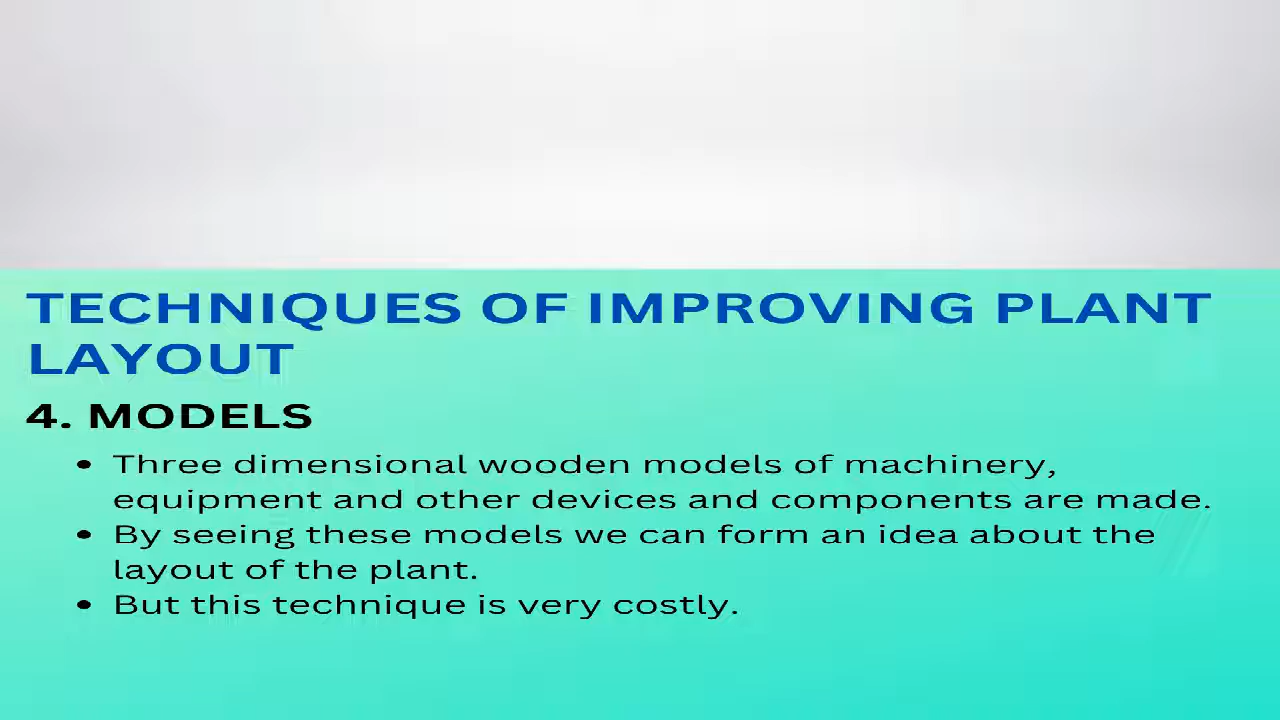 TECHNIQUES OF IMPROVING PLANT
LAYOUT
4. MODELS
• Three dimensional wooden models of machinery,
equipment and other devices and components are made.
• By seeing these models we can form an idea about the
layout of the plant.
• But this technique is very costly.